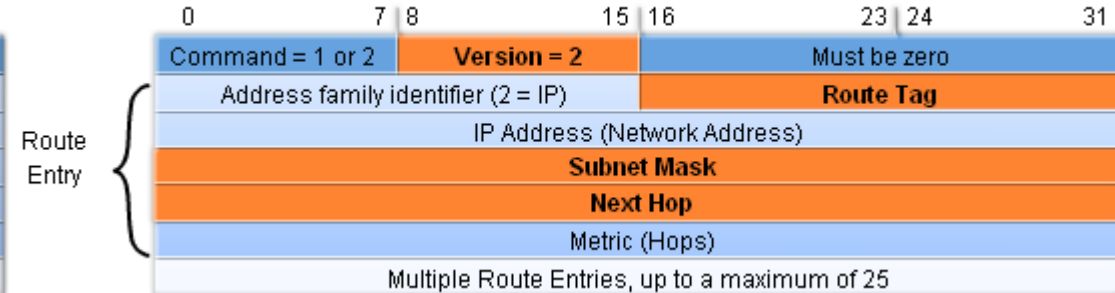 0 7 8 15 16 23 24 31
Command = 1 or 2 Version = 2 Must be zero
Address family identifier (2 = IP) Route Tag
IP Address (Network Address)
Route
Entry
Subnet Mask
Next Hop
Metric (Hops)
Multiple Route Entries, up to a maximum of 25